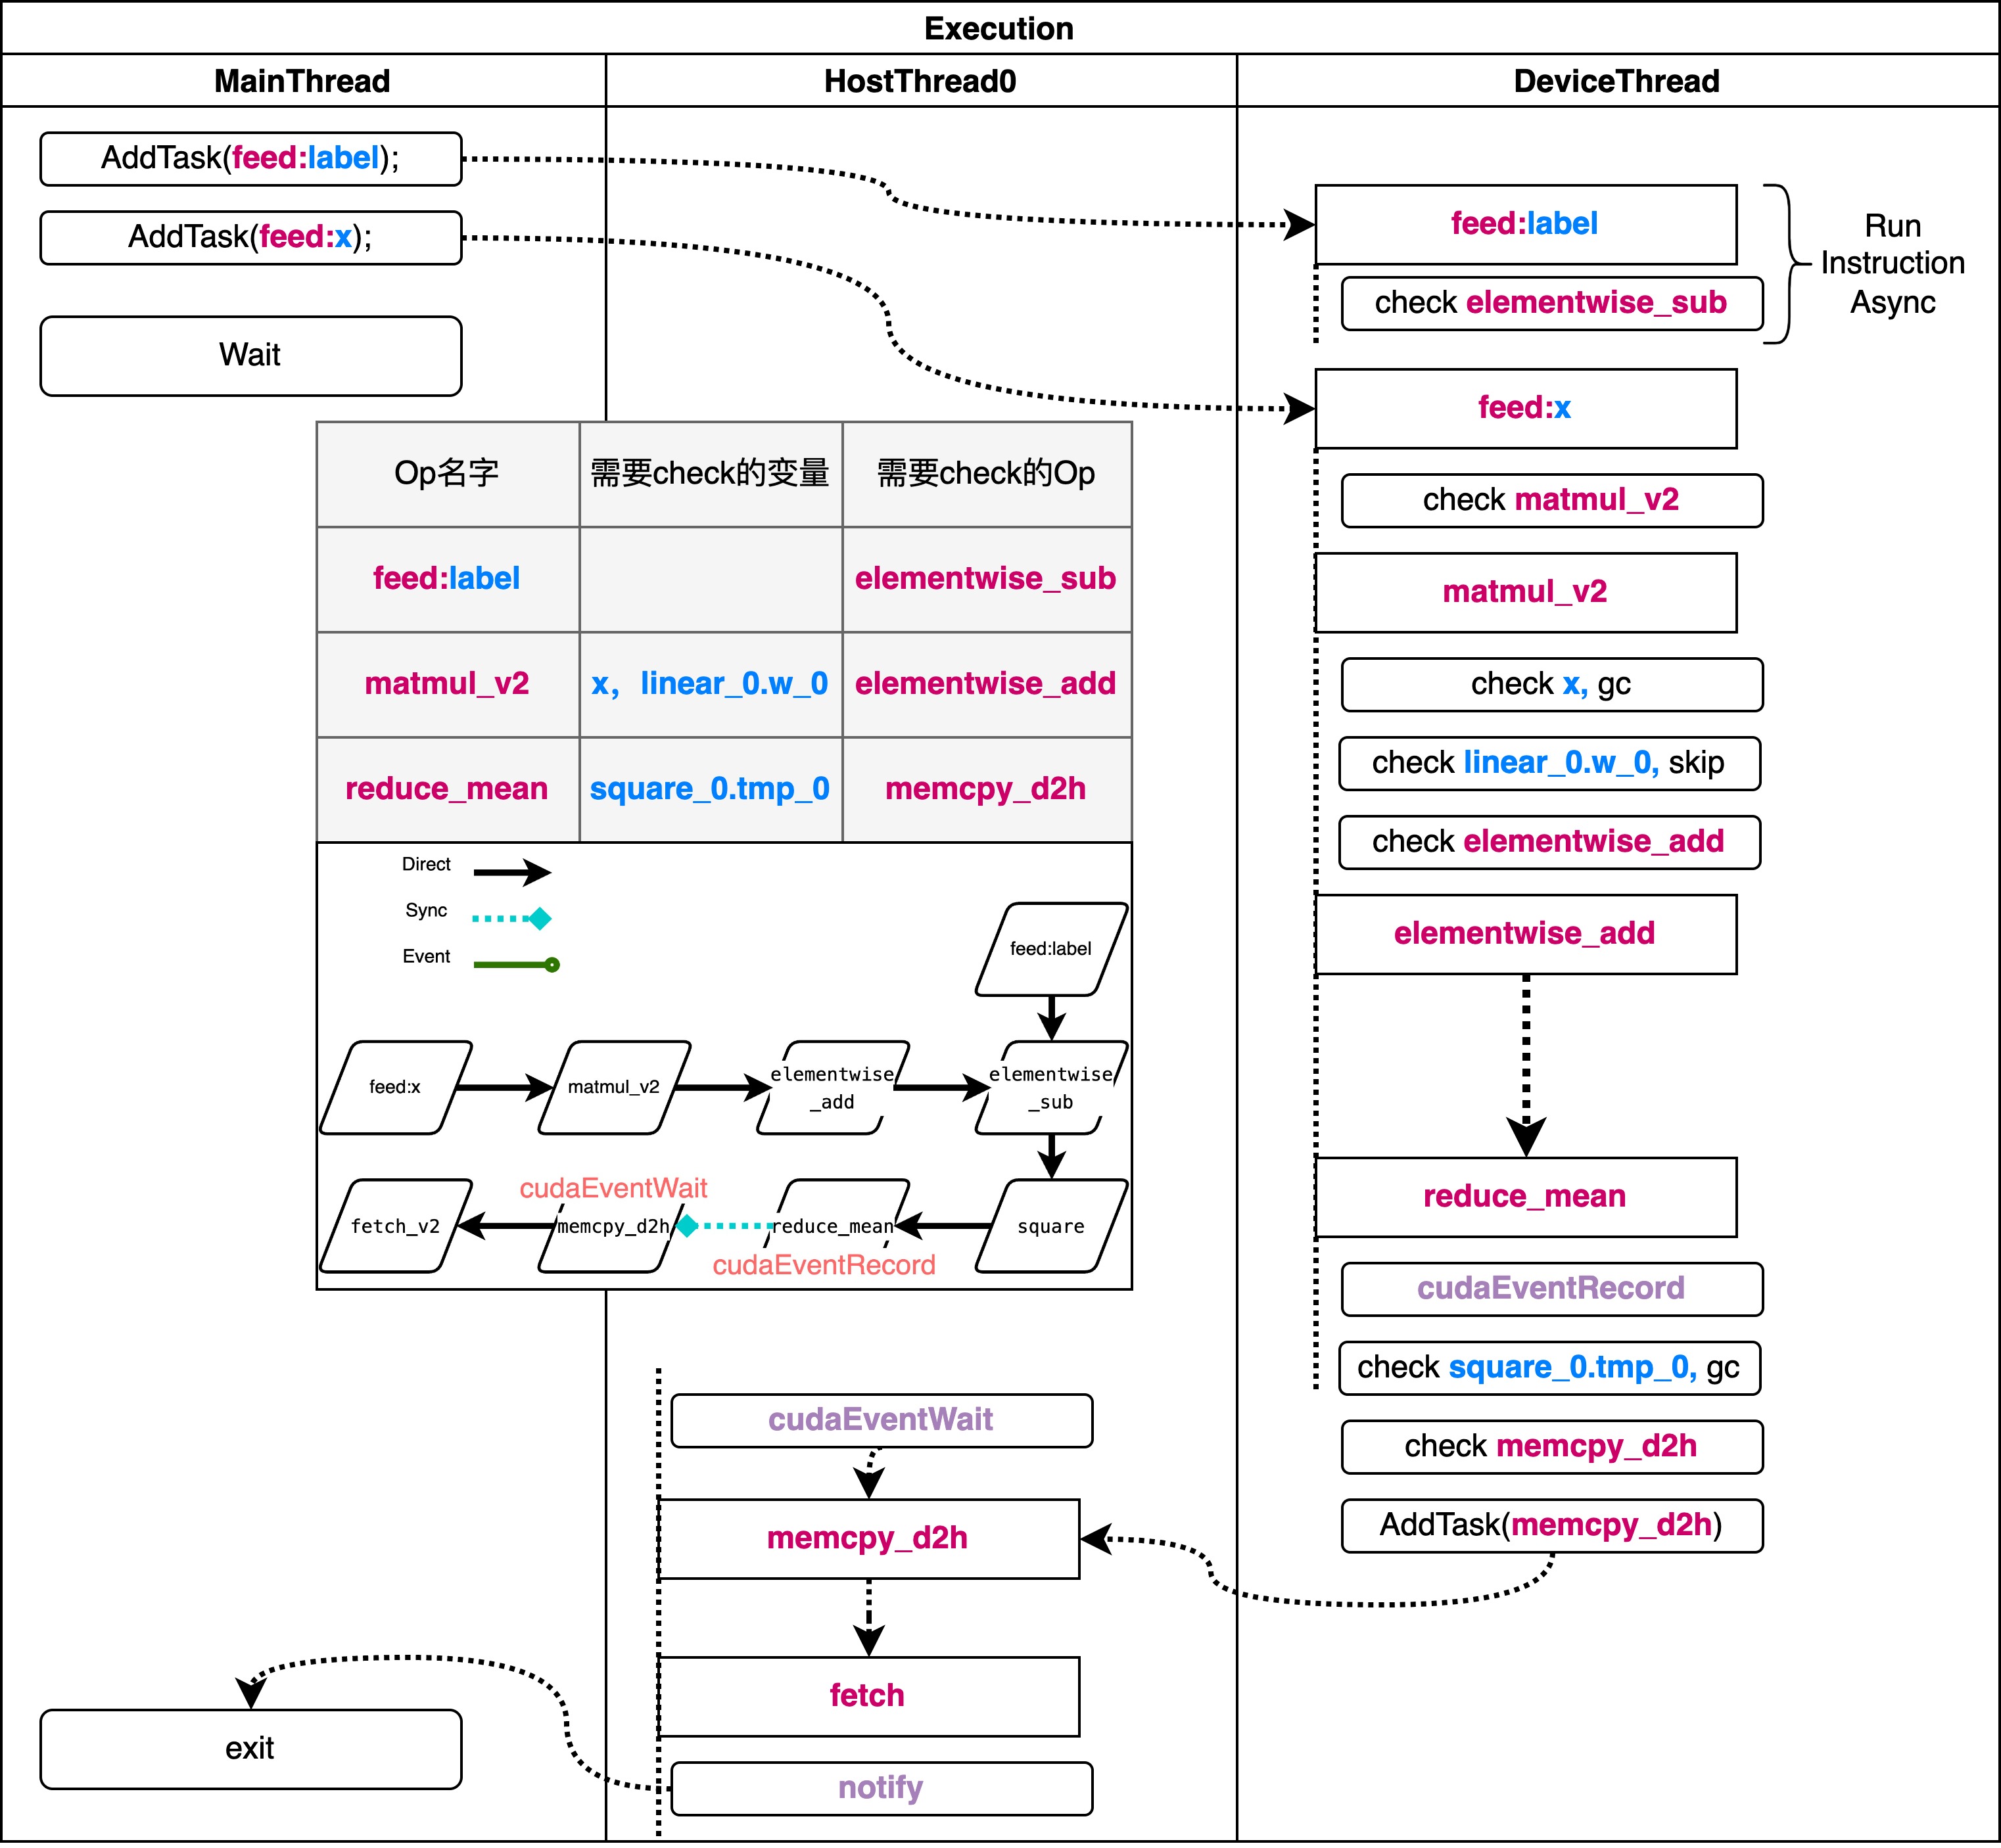 Execution
MainThread
HostThread0
DeviceThread
AddTask(feed:label);
AddTask(feed:x);
Wait
feed:label
check elementwise_sub
Run
Instruction
Async
feed:x
check matmul_v2
matmul_v2
check x, gc
check linear_0.w_0, skip
check elementwise_add
elementwise_add
reduce_mean
cudaEventRecord
check square_0.tmp_0, gc
check memcpy_d2h
AddTask(memcpy_d2h)
Op名字 需要check的变量 需要check的Op
feed:label elementwise_sub
matmul_v2 x，linear_0.w_0 elementwise_add
reduce_mean square_0.tmp_0 memcpy_d2h
Direct
Sync
Event
feed:label
feed:x
matmul_v2
elementwise
_add
elementwise
_sub
cudaEventWait
fetch_v2
memcpy_d2h
reduce_mean
square
cudaEventRecord
cudaEventWait
memcpy_d2h
fetch
notify
exit